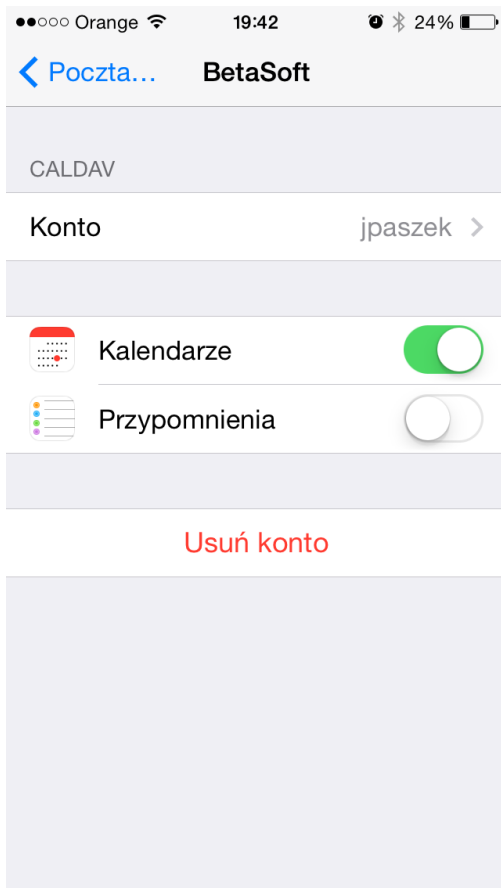 Orange 19:42 24%
Poczta... BetaSoft
CALDAV
Konto jpaszek
Kalendarze
Przypomnienia
Usuń konto